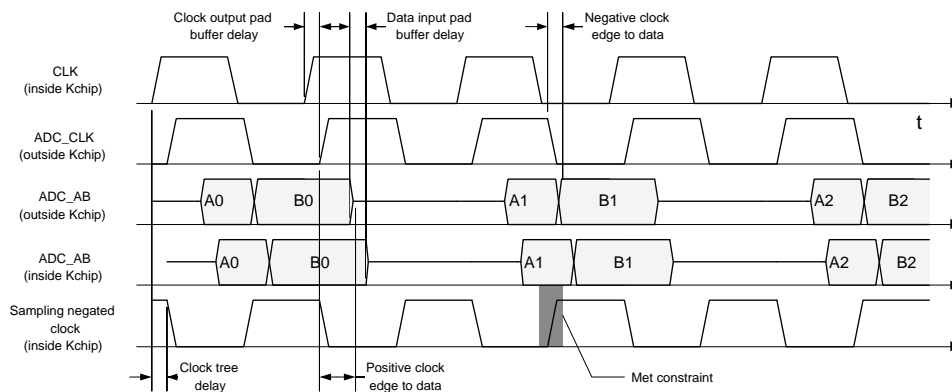 Clock output pad
buffer delay
Data input pad
buffer delay
Negative clock
edge to data
CLK
(inside Kchip)
t
ADC_CLK
(outside Kchip)
ADC_AB
(outside Kchip)
A0
B0
A1
B1
A2
B2
ADC_AB
(inside Kchip)
A0
B0
A1
B1
A2
B2
Sampling negated
clock
(inside Kchip)
Clock tree
delay
Positive clock
edge to data
Met constraint